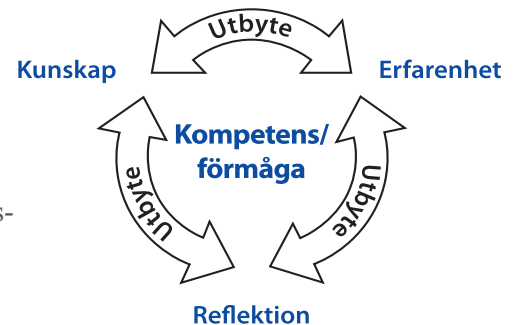 Utbyte
Kunskap
Erfarenhet
Kompetens/
förmåga
Utbyte
Utbyte
s-
Reflektion